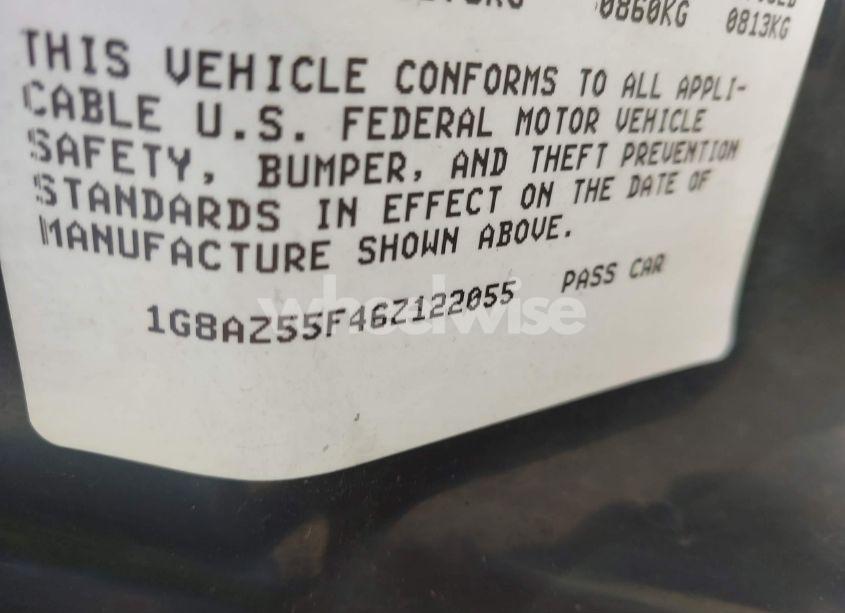 0860KG 0813KG
THIS VEHICLE CONFORMS TO ALL APPLI-
CABLE U.S. FEDERAL MOTOR VEHICLE
SAFETY, BUMPER, AND THEFT PREVENTION
STANDARDS IN EFFECT ON THE DATE OF
MANUFACTURE SHOWN ABOVE.
1G8AZ55F46Z122055 PASS CAR
wheelwise